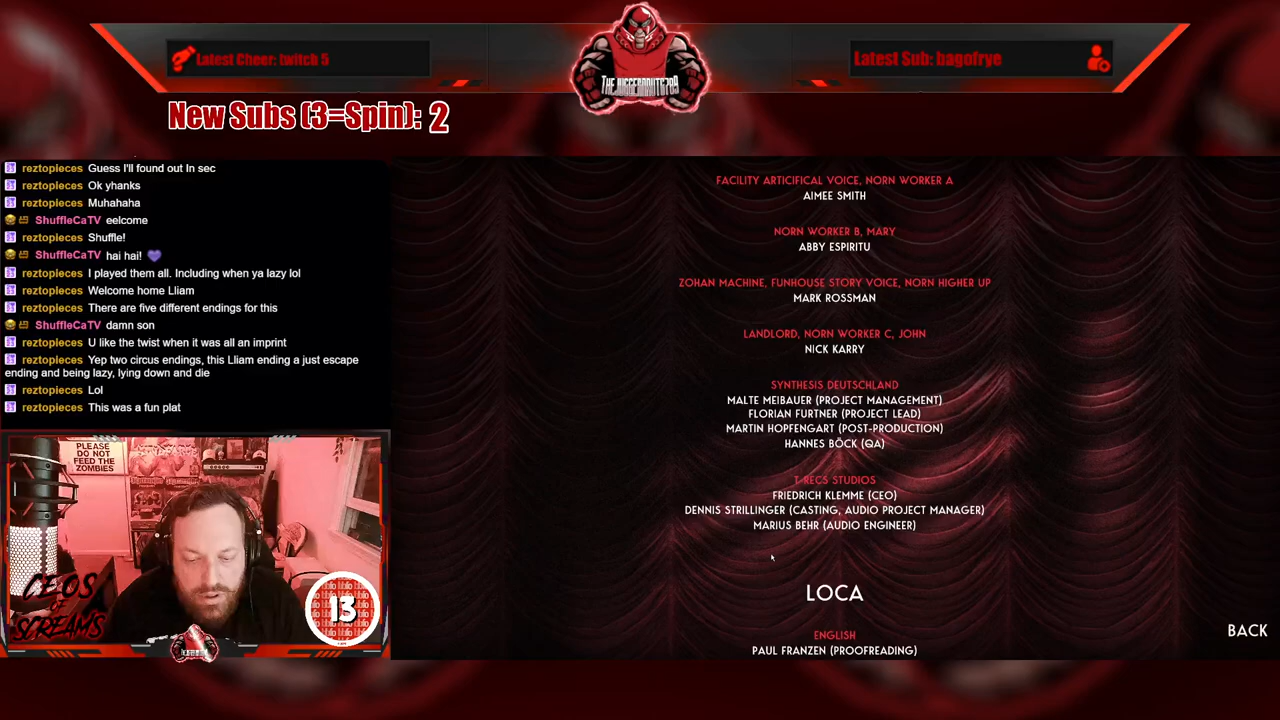 Latest Cheer: twitch 5
THEJUGGERNAUT6789
Latest Sub: bagofrye
New Subs (3=Spin): 2
reztopieces Guess I'll found out In sec
reztopieces Ok yhanks
reztopieces Muhahaha
ShuffleCaTV eelcome
reztopieces Shuffle!
ShuffleCaTV hai hai!
reztopieces I played them all. Including when ya lazy lol
reztopieces Welcome home Lliam
reztopieces There are five different endings for this
ShuffleCaTV damn son
reztopieces U like the twist when it was all an imprint
reztopieces Yep two circus endings, this Lliam ending a just escape
ending and being lazy, lying down and die
reztopieces Lol
reztopieces This was a fun plat
PLEASE
DO NOT
FEED THE
ZOMBIES
CEOS
OF
SCREAMS
13
FACILITY ARTICIFICAL VOICE, NORN WORKER A
AIMEE SMITH
NORN WORKER B, MARY
ABBY ESPIRITU
ZOHAN MACHINE, FUNHOUSE STORY VOICE, NORN HIGHER UP
MARK ROSSMAN
LANDLORD, NORN WORKER C, JOHN
NICK KARRY
SYNTHESIS DEUTSCHLAND
MALTE MEIBAUER (PROJECT MANAGEMENT)
FLORIAN FURTNER (PROJECT LEAD)
MARTIN HOPFENGART (POST-PRODUCTION)
HANNES BÖCK (QA)
T-RECS STUDIOS
FRIEDRICH KLEMME (CEO)
DENNIS STRILLINGER (CASTING, AUDIO PROJECT MANAGER)
MARIUS BEHR (AUDIO ENGINEER)
LOCA
ENGLISH
PAUL FRANZEN (PROOFREADING)
BACK